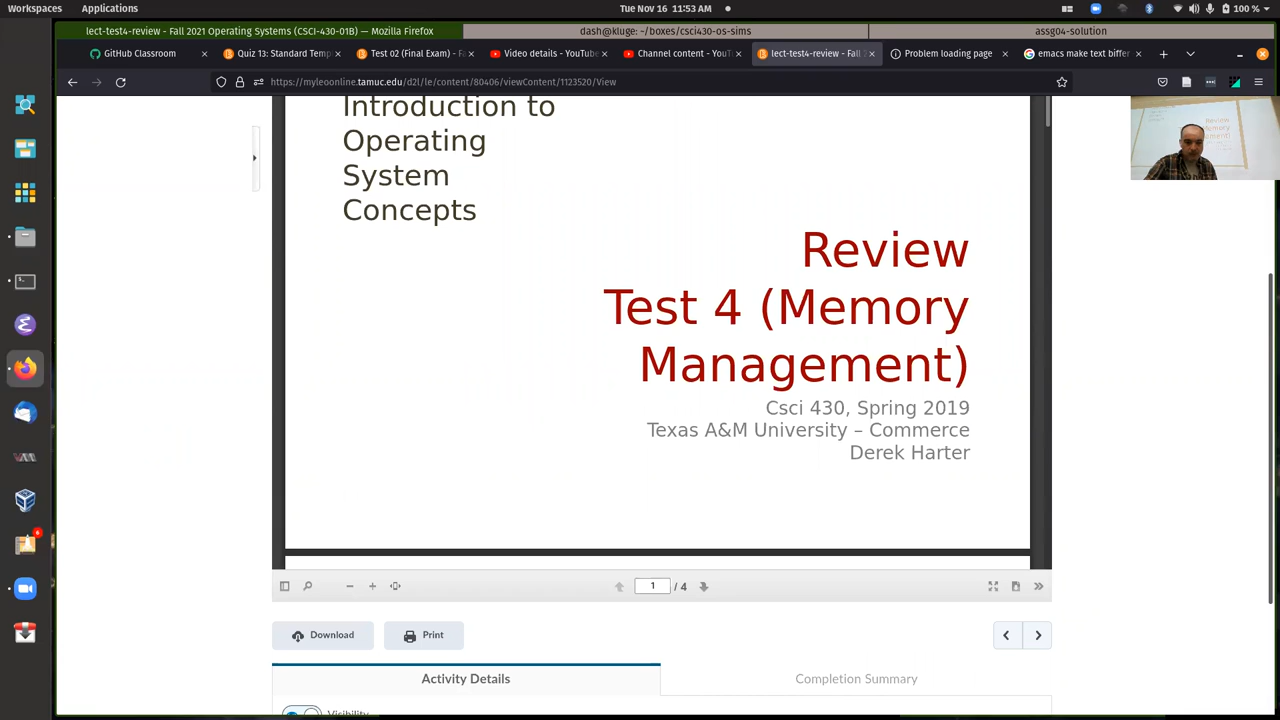 Workspaces Applications Tue Nov 16 11:53 AM 100 %
lect-test4-review - Fall 2021 Operating Systems (CSCI-430-01B) — Mozilla Firefox dash@kluge: ~/boxes/csci430-os-sims assg04-solution
GitHub Classroom Quiz 13: Standard Temp Test 02 (Final Exam) - Fa Video details - YouTube Channel content - YouT lect-test4-review - Fall 2 Problem loading page emacs make text differ
https://myleoonline.tamuc.edu/d2l/le/content/80406/viewContent/1123520/View
Introduction to
Operating
System
Concepts
Review
Test 4 (Memory
Management)
Csci 430, Spring 2019
Texas A&M University – Commerce
Derek Harter
1 / 4
Download Print
Activity Details Completion Summary
Visibility